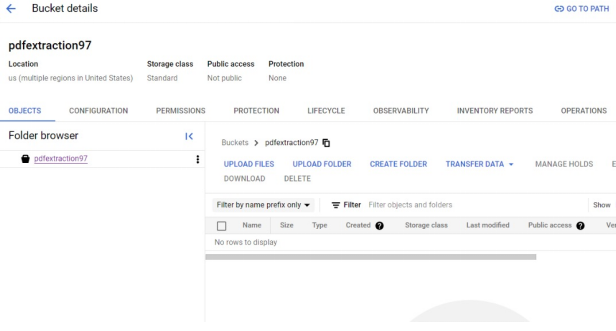 Bucket details
GO TO PATH
pdfextraction97
Location Storage class Public access Protection
us (multiple regions in United States) Standard Not public None
OBJECTS CONFIGURATION PERMISSIONS PROTECTION LIFECYCLE OBSERVABILITY INVENTORY REPORTS OPERATIONS
Folder browser
pdfextraction97
Buckets > pdfextraction97
UPLOAD FILES UPLOAD FOLDER CREATE FOLDER TRANSFER DATA MANAGE HOLDS E
DOWNLOAD DELETE
Filter by name prefix only Filter Filter objects and folders Show
Name Size Type Created Storage class Last modified Public access Ver
No rows to display